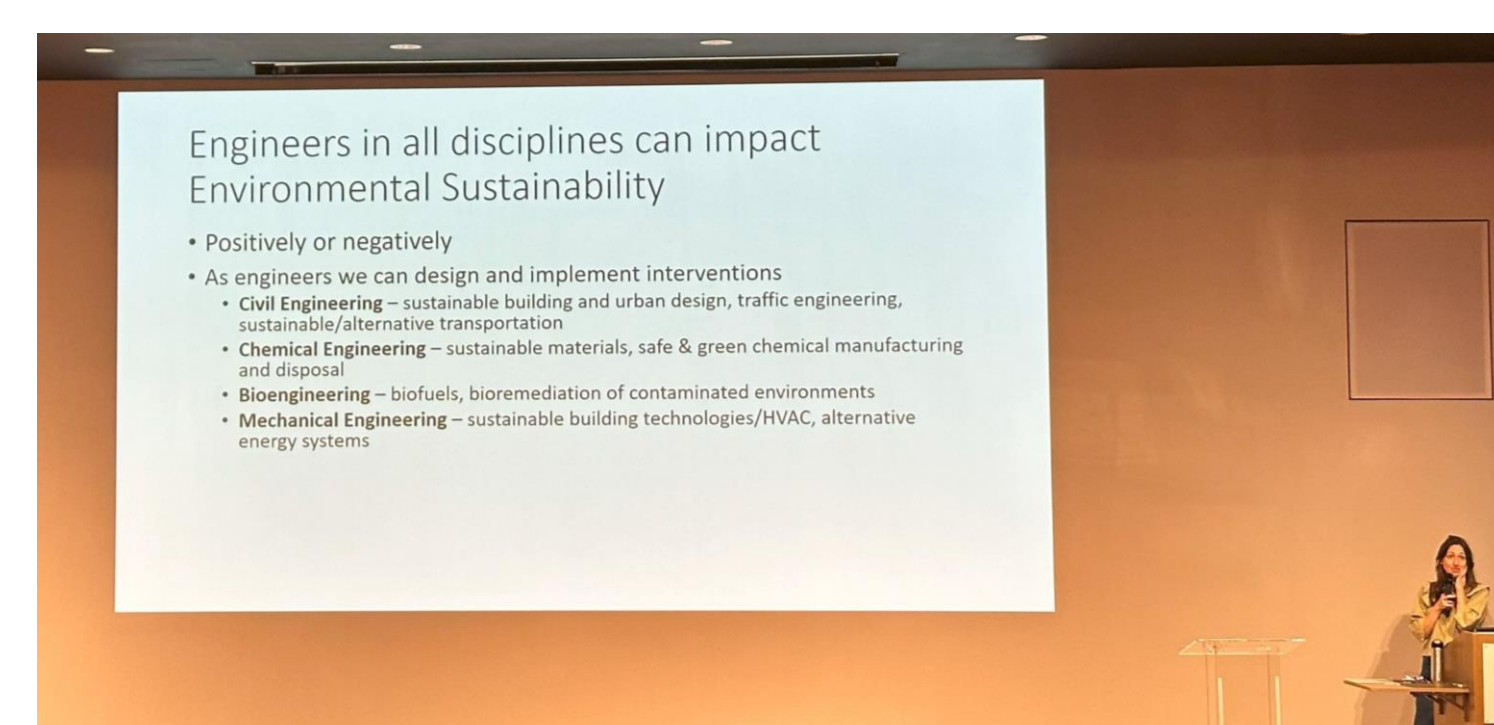 Engineers in all disciplines can impact
Environmental Sustainability
• Positively or negatively
• As engineers we can design and implement interventions
• Civil Engineering – sustainable building and urban design, traffic engineering,
sustainable/alternative transportation
• Chemical Engineering – sustainable materials, safe & green chemical manufacturing
and disposal
• Bioengineering – biofuels, bioremediation of contaminated environments
• Mechanical Engineering – sustainable building technologies/HVAC, alternative
energy systems